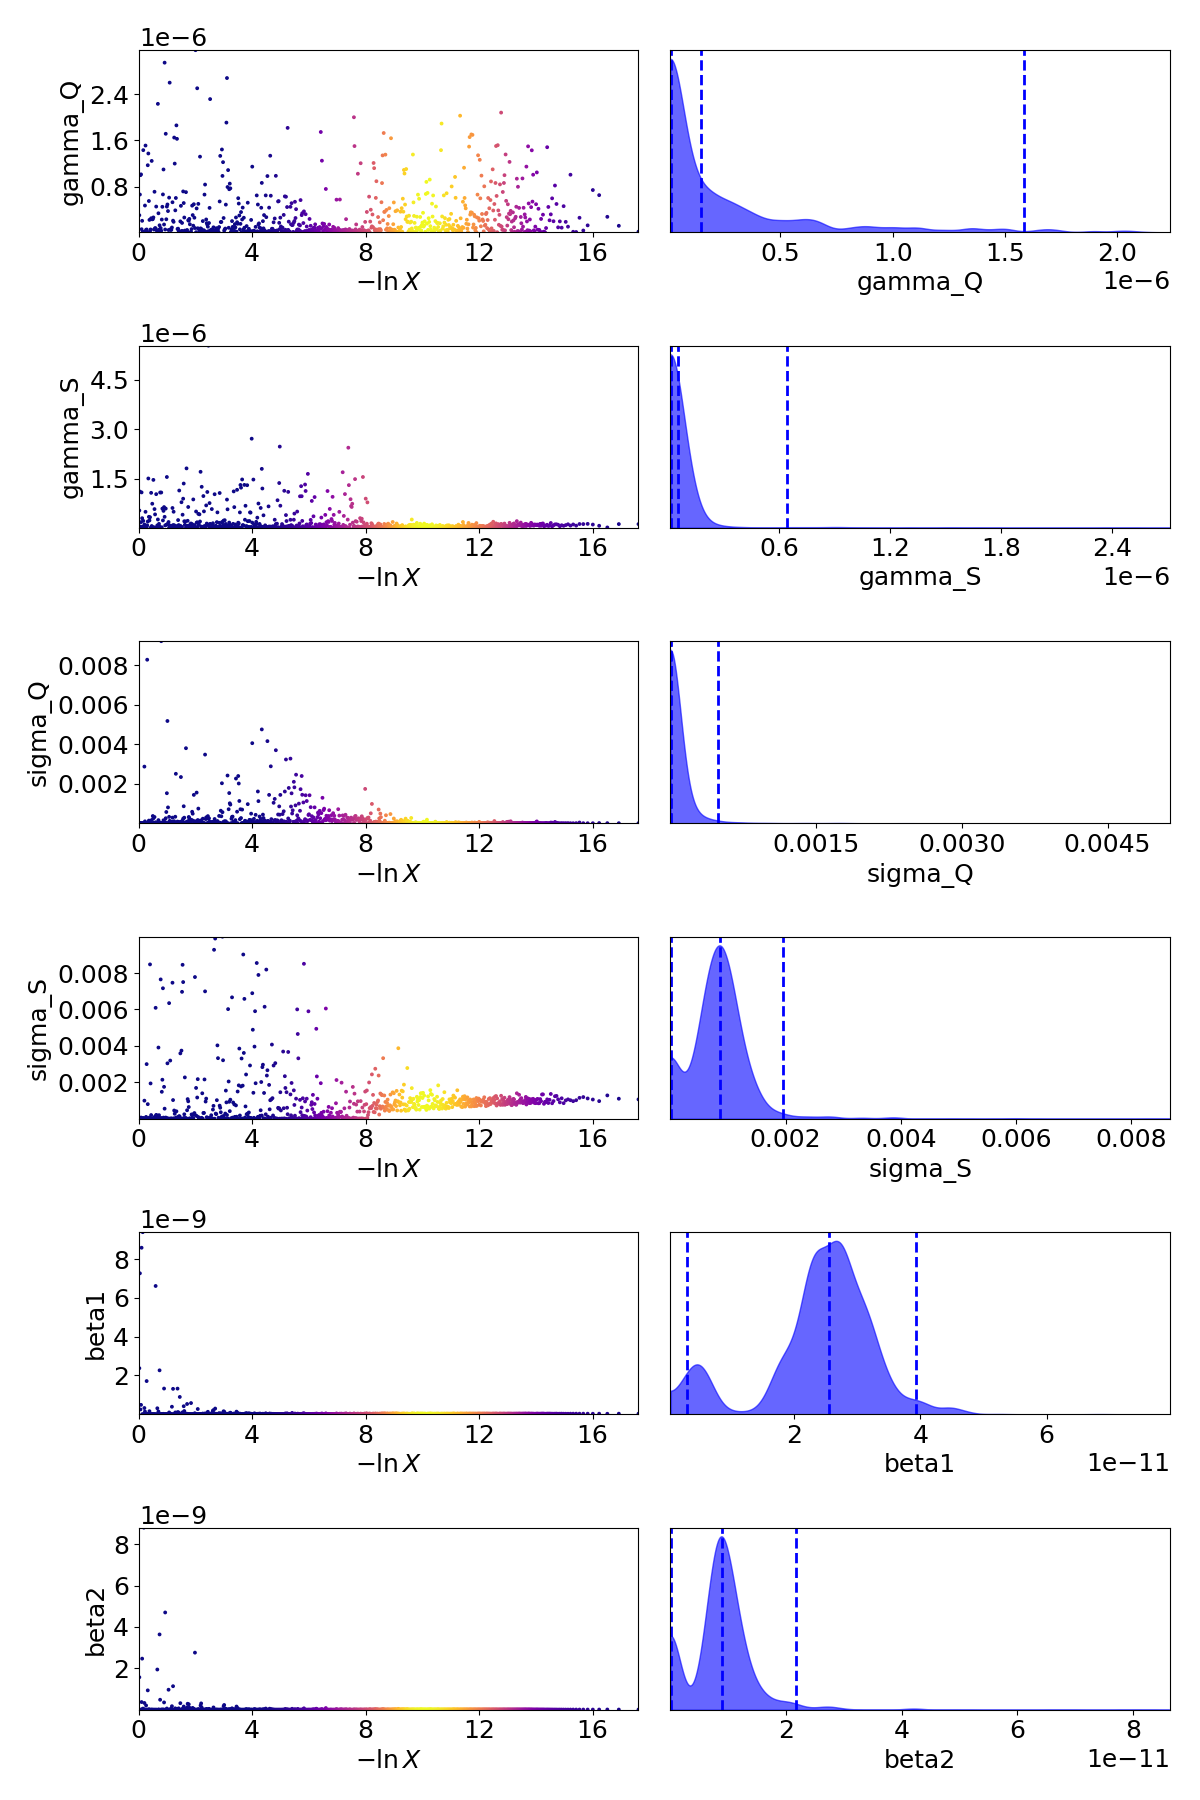 1e−6
gamma_Q
2.4
1.6
0.8
0 4 8 12 16
−ln X
0.5 1.0 1.5 2.0
gamma_Q 1e−6
1e−6
gamma_S
4.5
3.0
1.5
0 4 8 12 16
−ln X
0.6 1.2 1.8 2.4
gamma_S 1e−6
sigma_Q
0.008
0.006
0.004
0.002
0 4 8 12 16
−ln X
0.0015 0.0030 0.0045
sigma_Q
sigma_S
0.008
0.006
0.004
0.002
0 4 8 12 16
−ln X
0.002 0.004 0.006 0.008
sigma_S
1e−9
beta1
8
6
4
2
0 4 8 12 16
−ln X
2 4 6
beta1 1e−11
1e−9
beta2
8
6
4
2
0 4 8 12 16
−ln X
2 4 6 8
beta2 1e−11